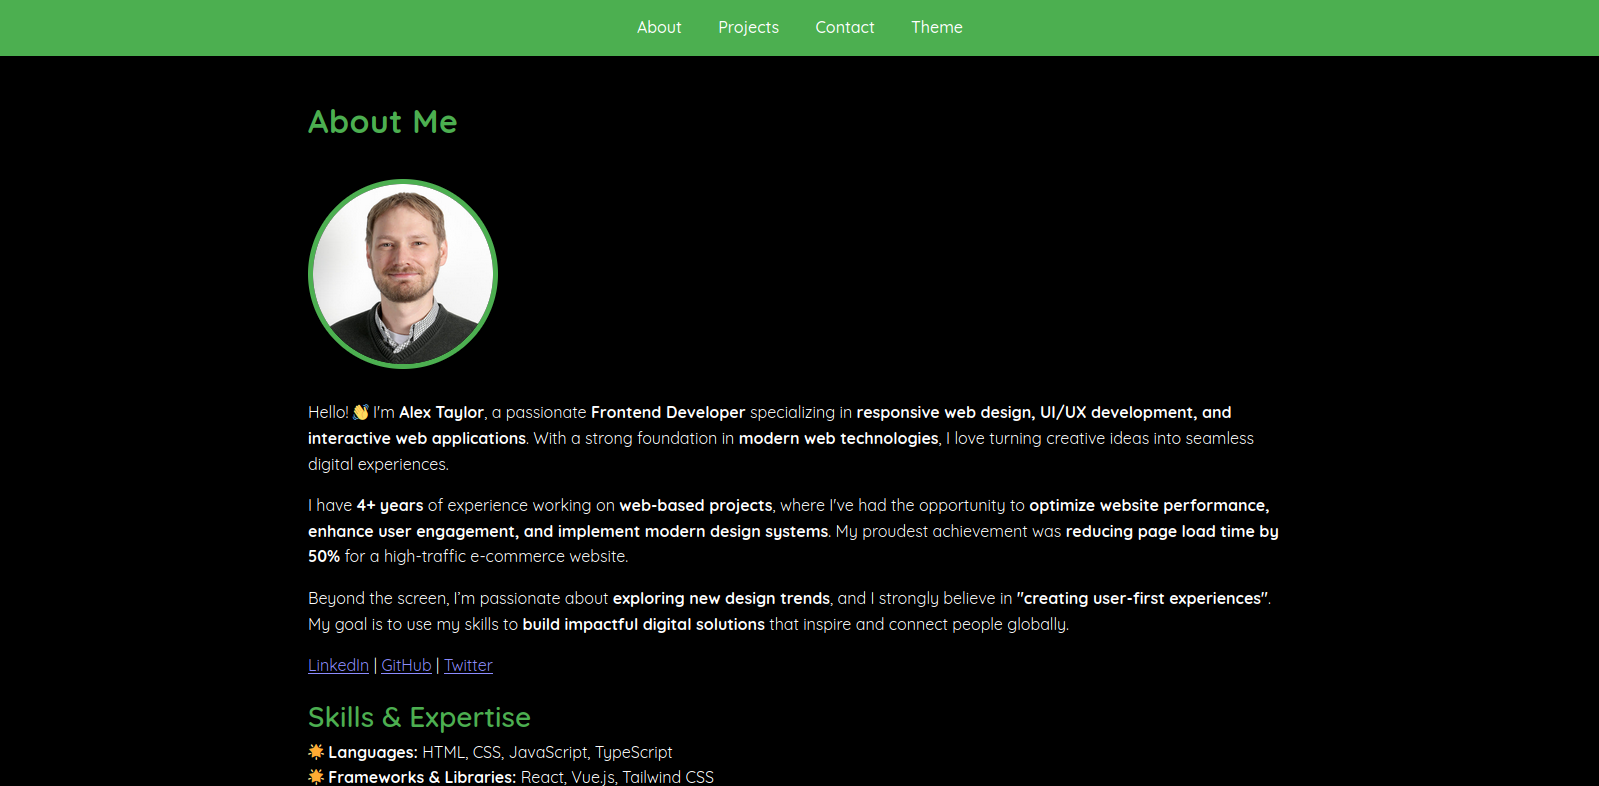 About Projects Contact Theme
About Me
Hello! 👋 I'm Alex Taylor, a passionate Frontend Developer specializing in responsive web design, UI/UX development, and
interactive web applications. With a strong foundation in modern web technologies, I love turning creative ideas into seamless
digital experiences.
I have 4+ years of experience working on web-based projects, where I've had the opportunity to optimize website performance,
enhance user engagement, and implement modern design systems. My proudest achievement was reducing page load time by
50% for a high-traffic e-commerce website.
Beyond the screen, I’m passionate about exploring new design trends, and I strongly believe in "creating user-first experiences".
My goal is to use my skills to build impactful digital solutions that inspire and connect people globally.
LinkedIn | GitHub | Twitter
Skills & Expertise
🌟 Languages: HTML, CSS, JavaScript, TypeScript
🌟 Frameworks & Libraries: React, Vue.js, Tailwind CSS